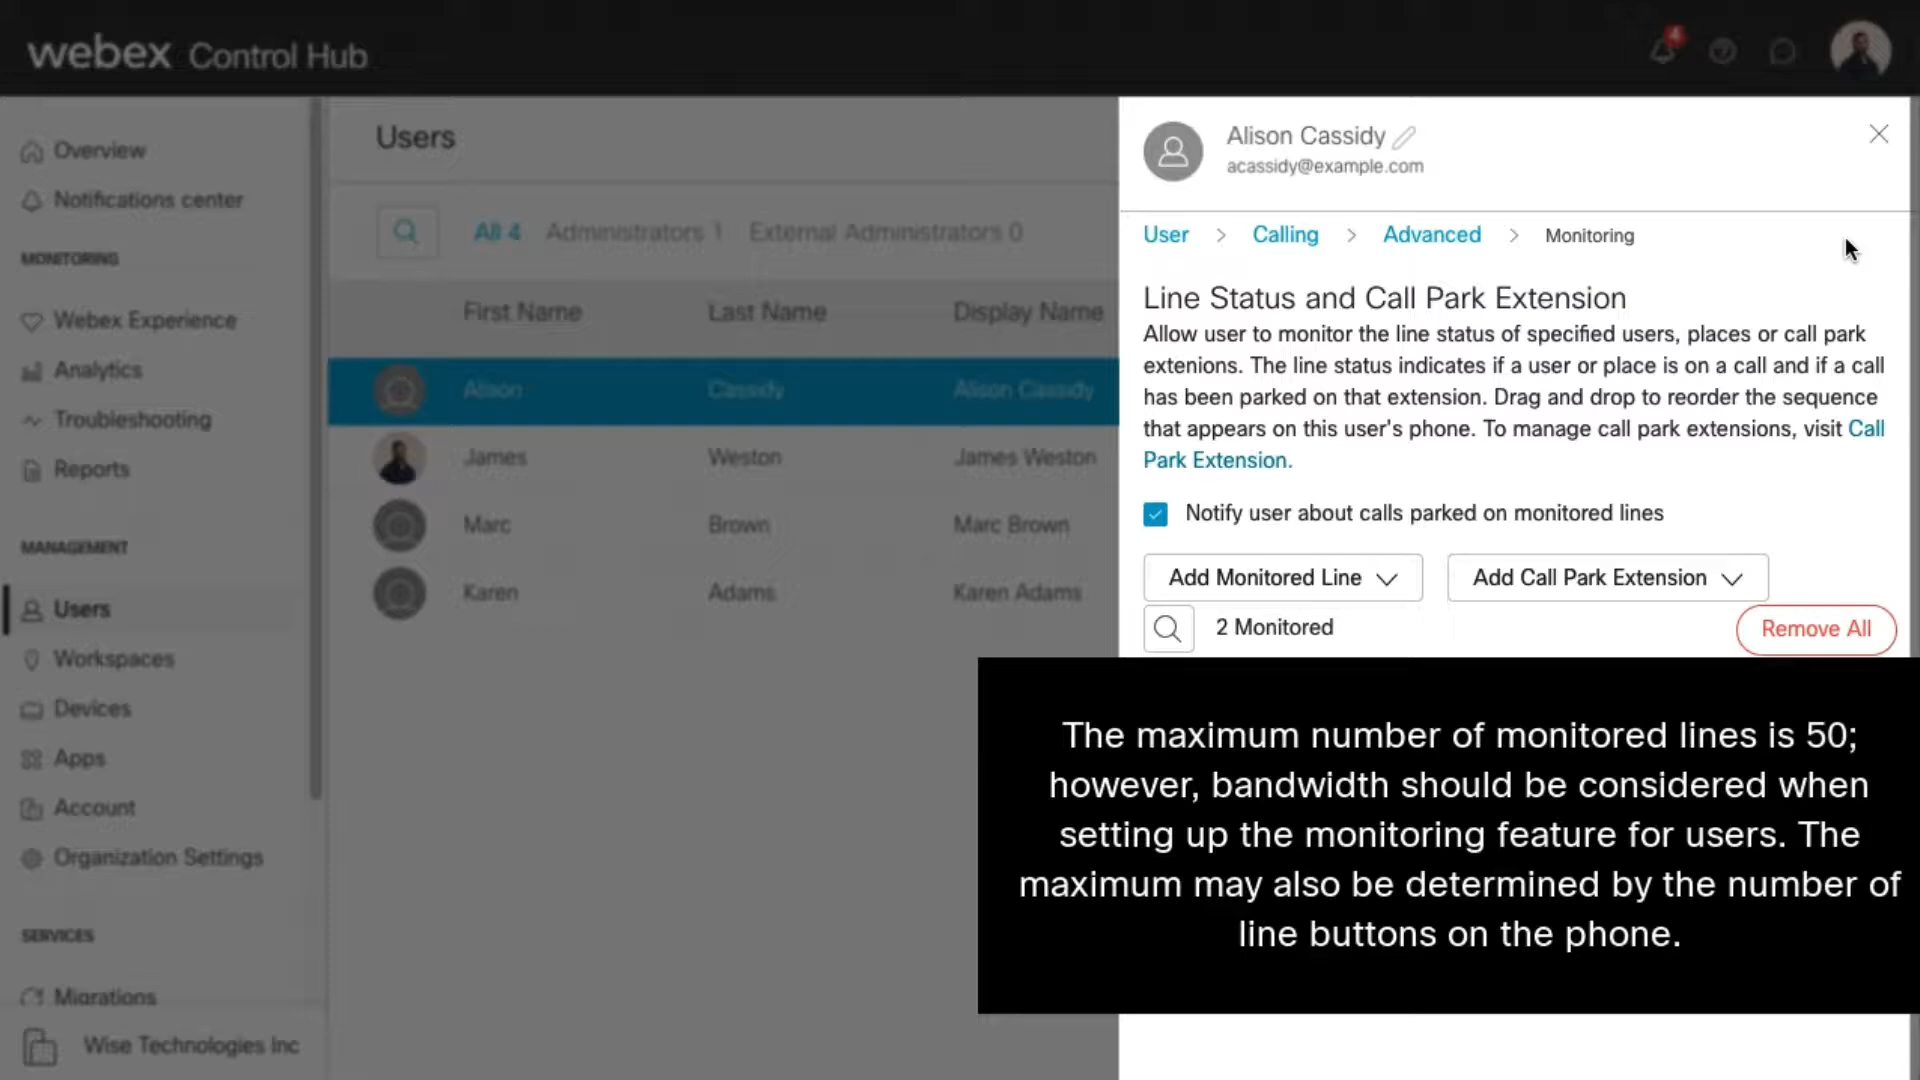 webex Control Hub
4
Overview
Notifications center
MONITORING
Webex Experience
Analytics
Troubleshooting
Reports
MANAGEMENT
Users
Workspaces
Devices
Apps
Account
Organization Settings
SERVICES
Migrations
Wise Technologies Inc
Users
All 4 Administrators 1 External Administrators 0
First Name Last Name Display Name
Alison Cassidy Alison Cassidy
James Weston James Weston
Marc Brown Marc Brown
Karen Adams Karen Adams
Alison Cassidy
acassidy@example.com
User > Calling > Advanced > Monitoring
Line Status and Call Park Extension
Allow user to monitor the line status of specified users, places or call park
extenions. The line status indicates if a user or place is on a call and if a call
has been parked on that extension. Drag and drop to reorder the sequence
that appears on this user's phone. To manage call park extensions, visit Call
Park Extension.
Notify user about calls parked on monitored lines
Add Monitored Line Add Call Park Extension
2 Monitored Remove All
The maximum number of monitored lines is 50;
however, bandwidth should be considered when
setting up the monitoring feature for users. The
maximum may also be determined by the number of
line buttons on the phone.